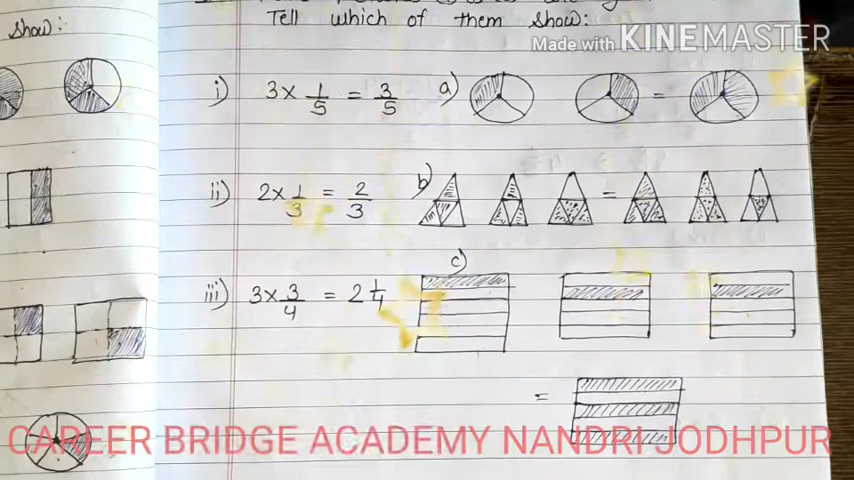 Show:
Tell which of them show:
Made with KINEMASTER
i) 3 × 1/5 = 3/5 a) =
ii) 2 × 1/3 = 2/3 b) =
c)
iii) 3 × 3/4 = 2 1/4
=
CAREER BRIDGE ACADEMY NANDRI JODHPUR